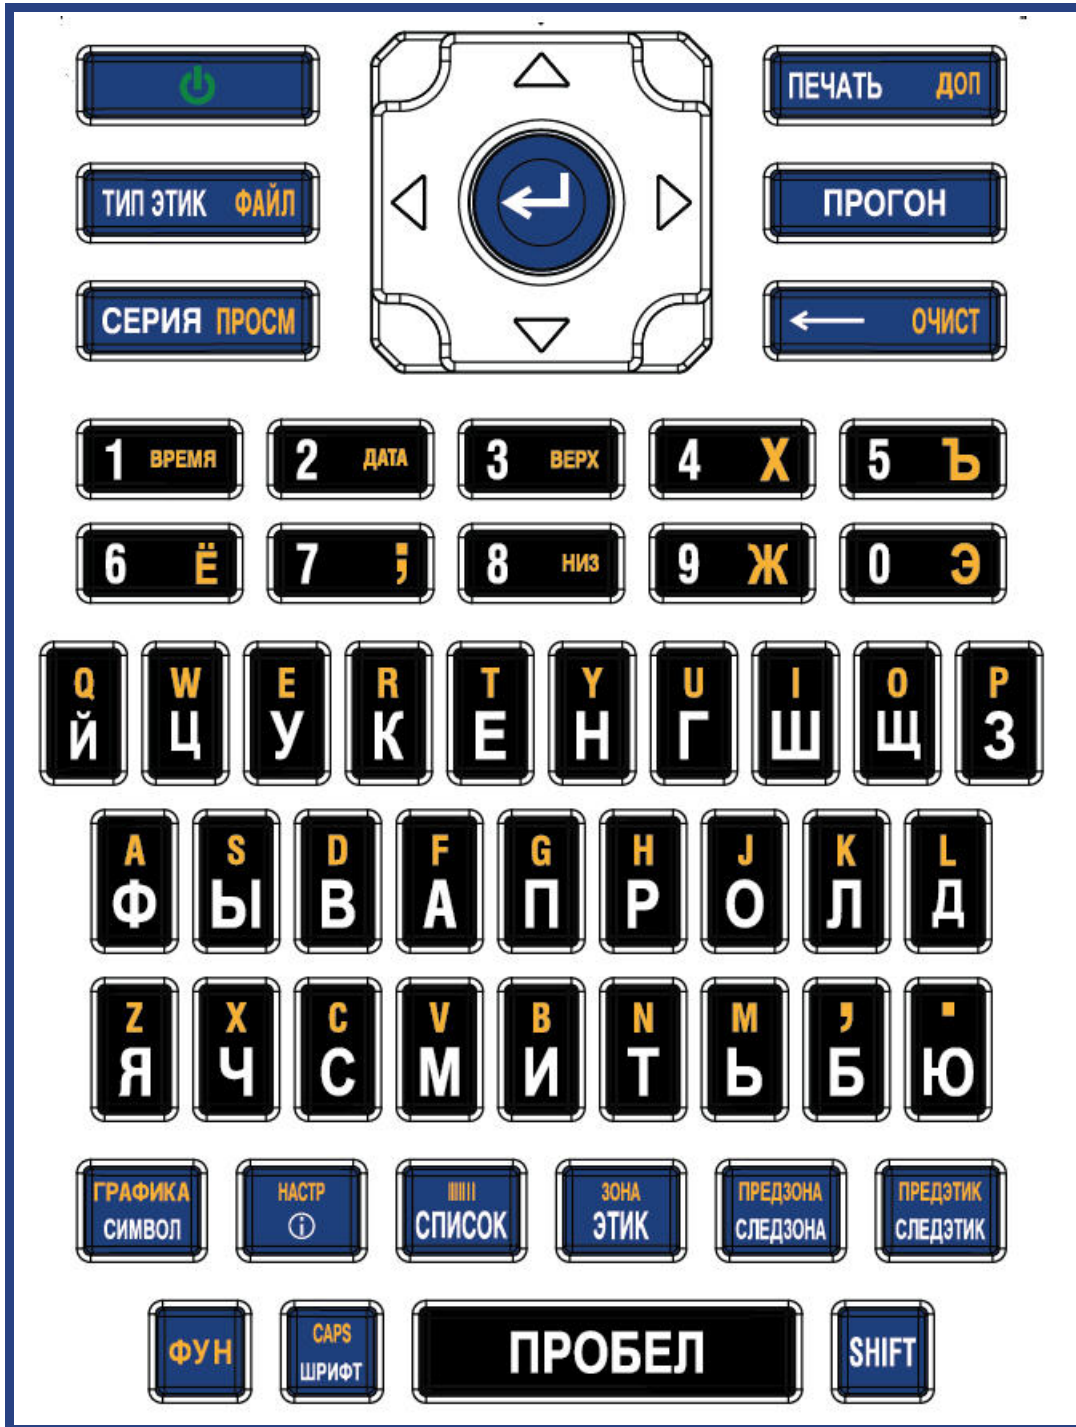 ПЕЧАТЬ ДОП
ТИП ЭТИК ФАЙЛ
ПРОГОН
СЕРИЯ ПРОСМ
ОЧИСТ
1 ВРЕМЯ 2 ДАТА 3 ВЕРХ 4 Х 5 Ъ
6 Ё 7 ; 8 НИЗ 9 Ж 0 Э
Q W E R T Y U I O P
Й Ц У К Е Н Г Ш Щ З
A S D F G H J K L
Ф Ы В А П Р О Л Д
Z X C V B N M , .
Я Ч С М И Т Ь Б Ю
ГРАФИКА НАСТР ЗОНА ПРЕДЗОНА ПРЕДЭТИК
СИМВОЛ СПИСОК ЭТИК СЛЕДЗОНА СЛЕДЭТИК
ФУН CAPS ПРОБЕЛ SHIFT
ШРИФТ